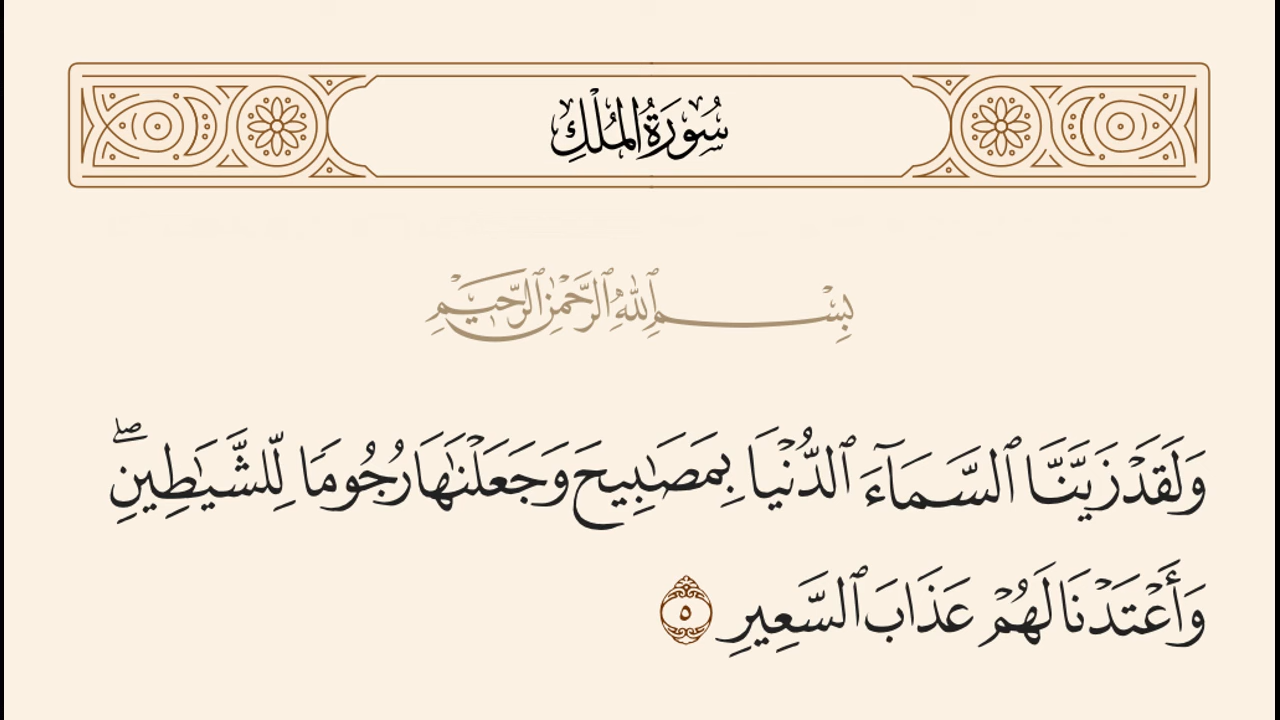 سُورَةُ المُلْكِ
بِسْمِ ٱللَّهِ ٱلرَّحْمَٰنِ ٱلرَّحِيمِ
وَلَقَدْ زَيَّنَّا ٱلسَّمَآءَ ٱلدُّنْيَا بِمَصَٰبِيحَ وَجَعَلْنَٰهَا رُجُومًا لِّلشَّيَٰطِينِ ۖ
وَأَعْتَدْنَا لَهُمْ عَذَابَ ٱلسَّعِيرِ ٥